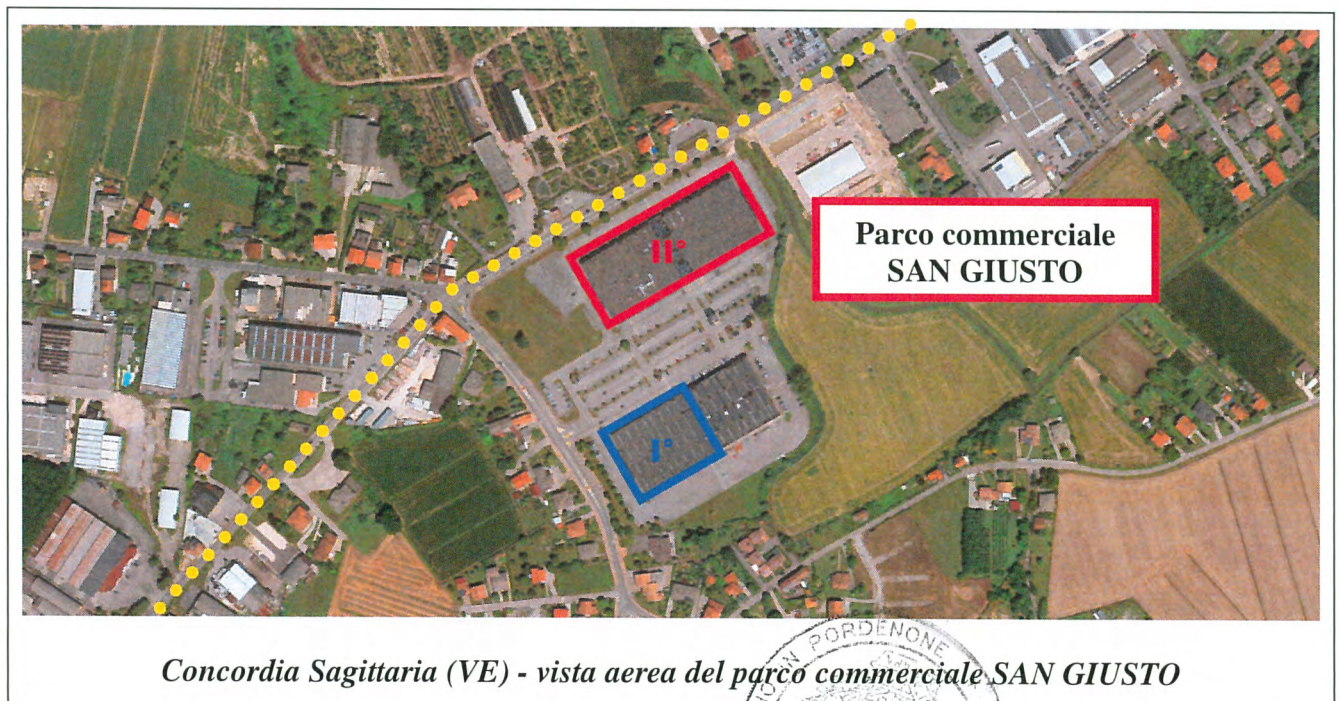 Parco commerciale
SAN GIUSTO
II°
I°
PORDENONE
Concordia Sagittaria (VE) - vista aerea del parco commerciale SAN GIUSTO